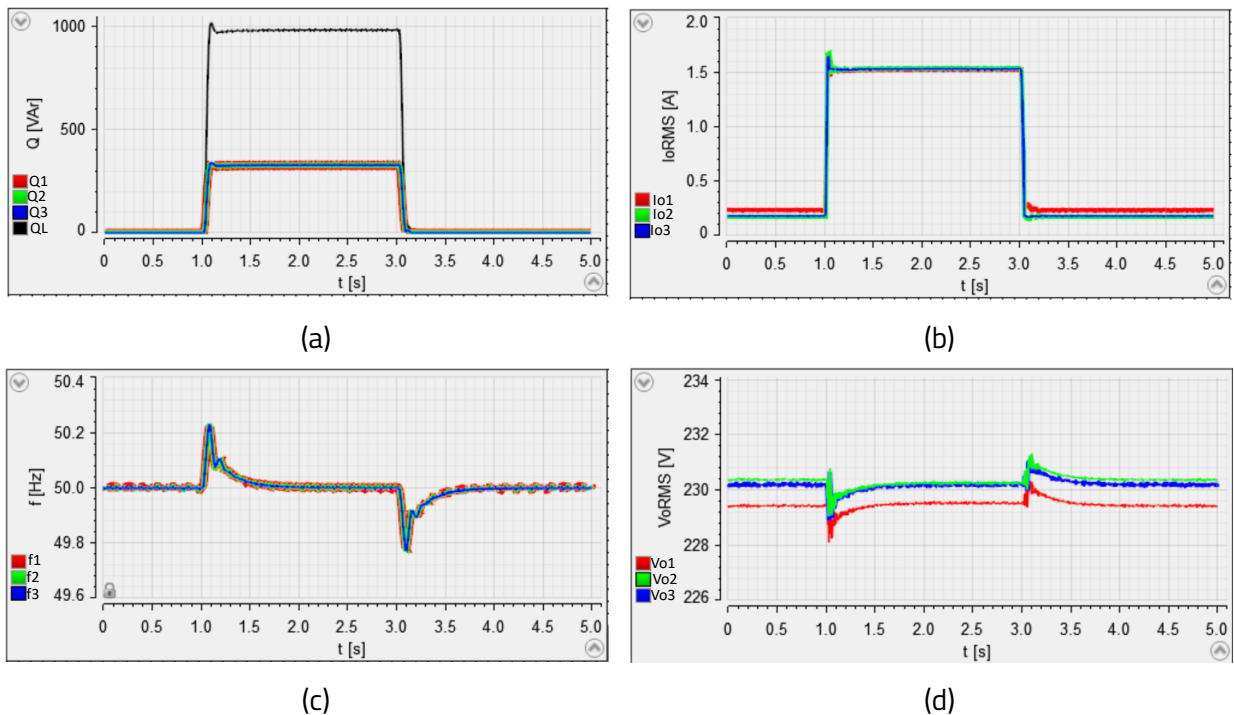 1000
500
0
Q [VAr]
Q1
Q2
Q3
QL
0 0.5 1.0 1.5 2.0 2.5 3.0 3.5 4.0 4.5 5.0
t [s]
(a)
2.0
1.5
1.0
0.5
0
IoRMS [A]
Io1
Io2
Io3
0 0.5 1.0 1.5 2.0 2.5 3.0 3.5 4.0 4.5 5.0
t [s]
(b)
50.4
50.2
50.0
49.8
49.6
f [Hz]
f1
f2
f3
0 0.5 1.0 1.5 2.0 2.5 3.0 3.5 4.0 4.5 5.0
t [s]
(c)
234
232
230
228
226
VoRMS [V]
Vo1
Vo2
Vo3
0 0.5 1.0 1.5 2.0 2.5 3.0 3.5 4.0 4.5 5.0
t [s]
(d)